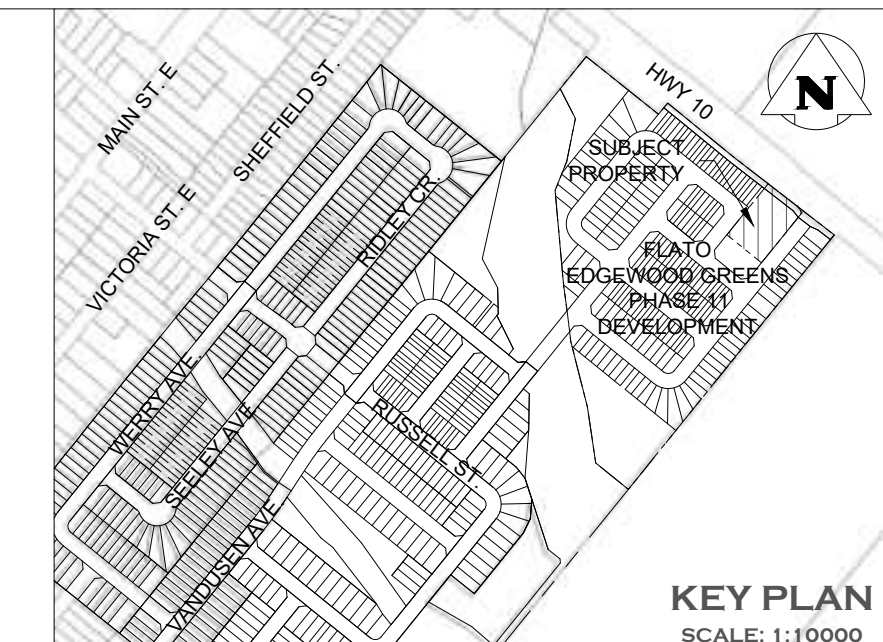 MAIN ST. E
SHEFFIELD ST.
HWY 10
N
VICTORIA ST. E
RIDLEY CR.
SUBJECT
PROPERTY
FLATO
EDGEWOOD GREENS
PHASE 11
DEVELOPMENT
WERRY AVE.
SEELEY AVE
RUSSELL ST.
VANDUSEN AVE
KEY PLAN
SCALE: 1:10000